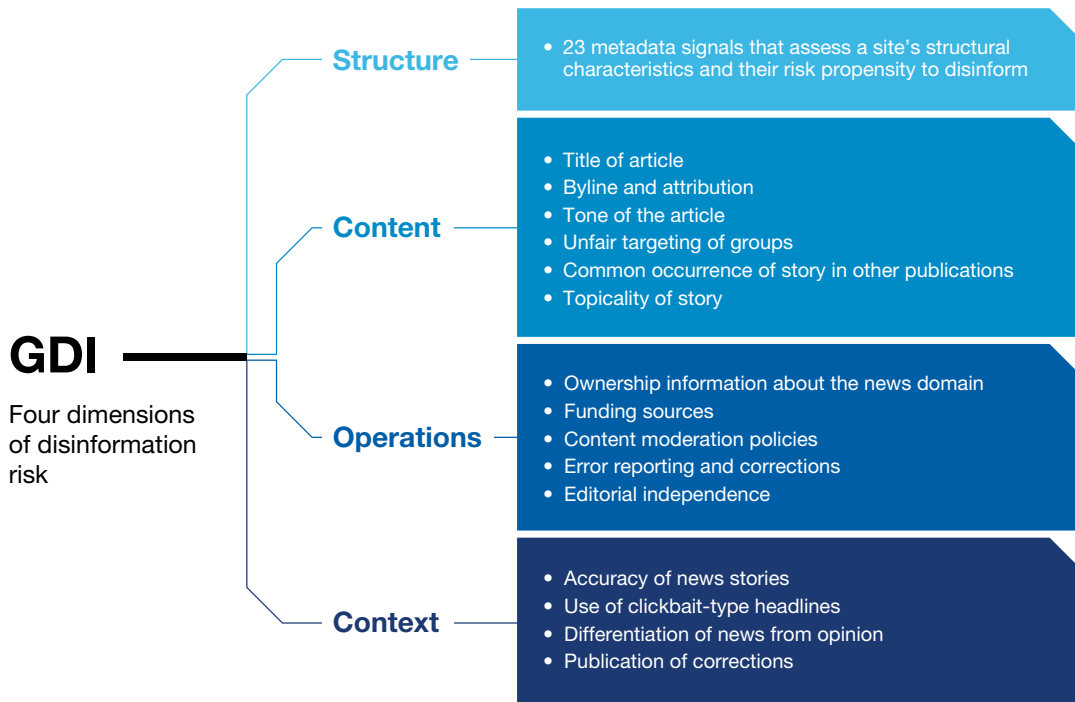 GDI
Four dimensions
of disinformation
risk
Structure
• 23 metadata signals that assess a site's structural
characteristics and their risk propensity to disinform
Content
• Title of article
• Byline and attribution
• Tone of the article
• Unfair targeting of groups
• Common occurrence of story in other publications
• Topicality of story
Operations
• Ownership information about the news domain
• Funding sources
• Content moderation policies
• Error reporting and corrections
• Editorial independence
Context
• Accuracy of news stories
• Use of clickbait-type headlines
• Differentiation of news from opinion
• Publication of corrections